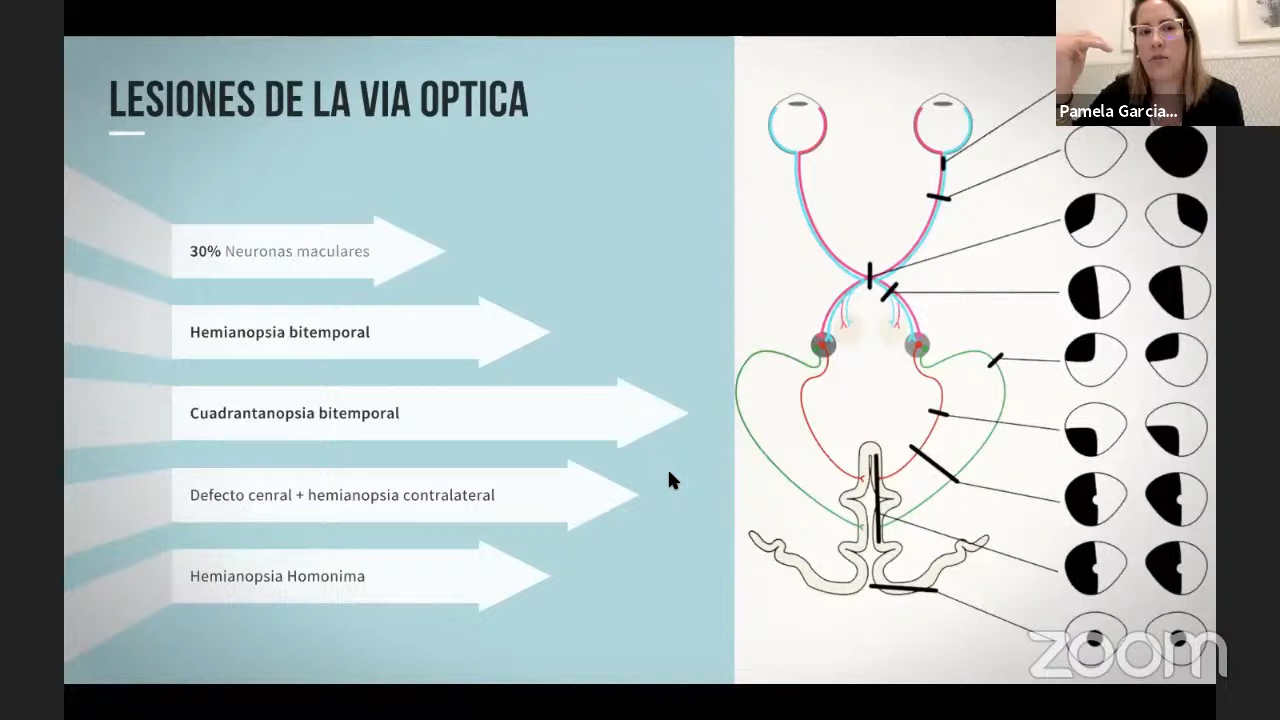 LESIONES DE LA VIA OPTICA
Pamela Garcia...
30% Neuronas maculares
Hemianopsia bitemporal
Cuadrantanopsia bitemporal
Defecto cenral + hemianopsia contralateral
Hemianopsia Homonima
zoom